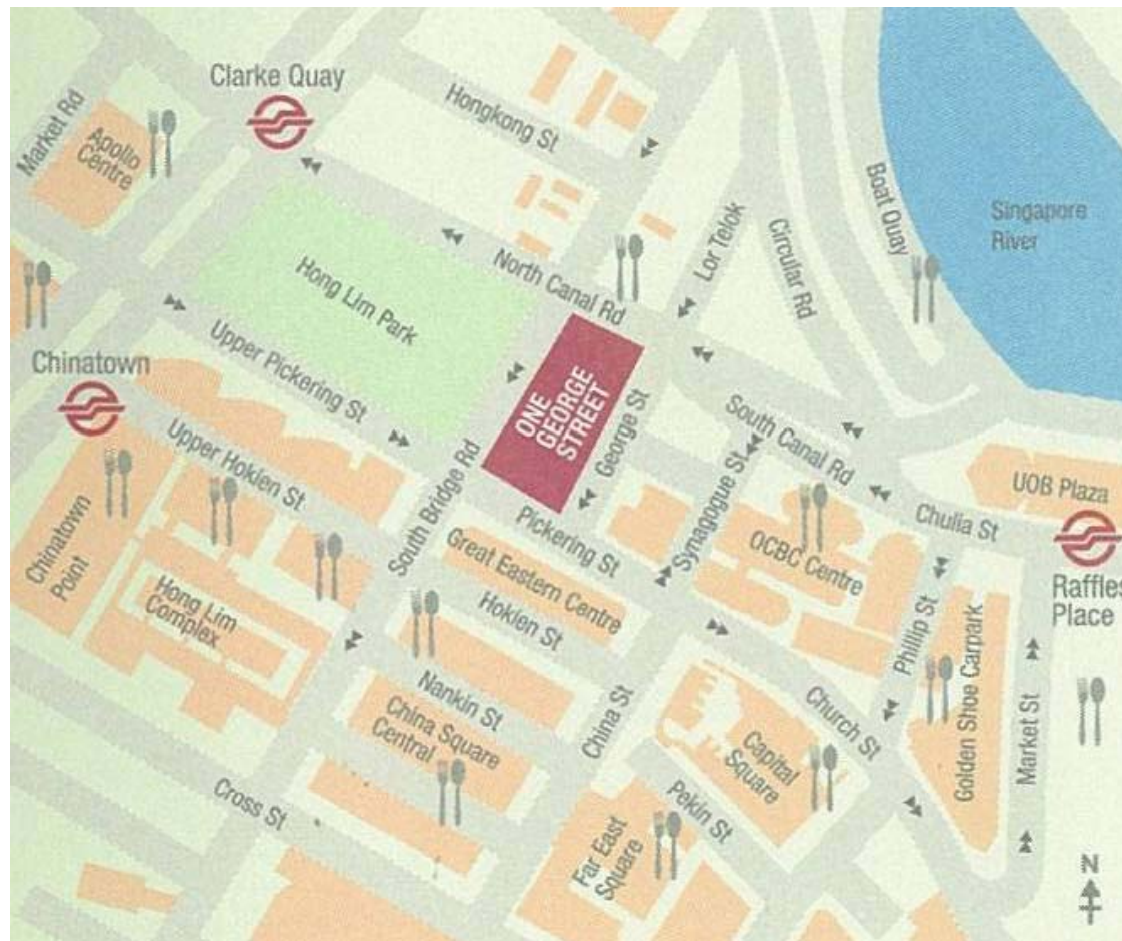 Clarke Quay
Market Rd
Apollo
Centre
Hongkong St
Boat Quay
Singapore
River
Lor Telok
Circular Rd
North Canal Rd
Hong Lim Park
Chinatown
Upper Pickering St
ONE
GEORGE
STREET
George St
South Canal Rd
Synagogue St
UOB Plaza
Upper Hokien St
South Bridge Rd
Chinatown
Point
Pickering St
Great Eastern Centre
OCBC Centre
Chulia St
Raffles
Place
Hong Lim
Complex
Hokien St
Phillip St
Golden Shoe Carpark
Nankin St
China Square
Central
China St
Capital
Square
Church St
Market St
Cross St
Pekin St
Far East
Square
N